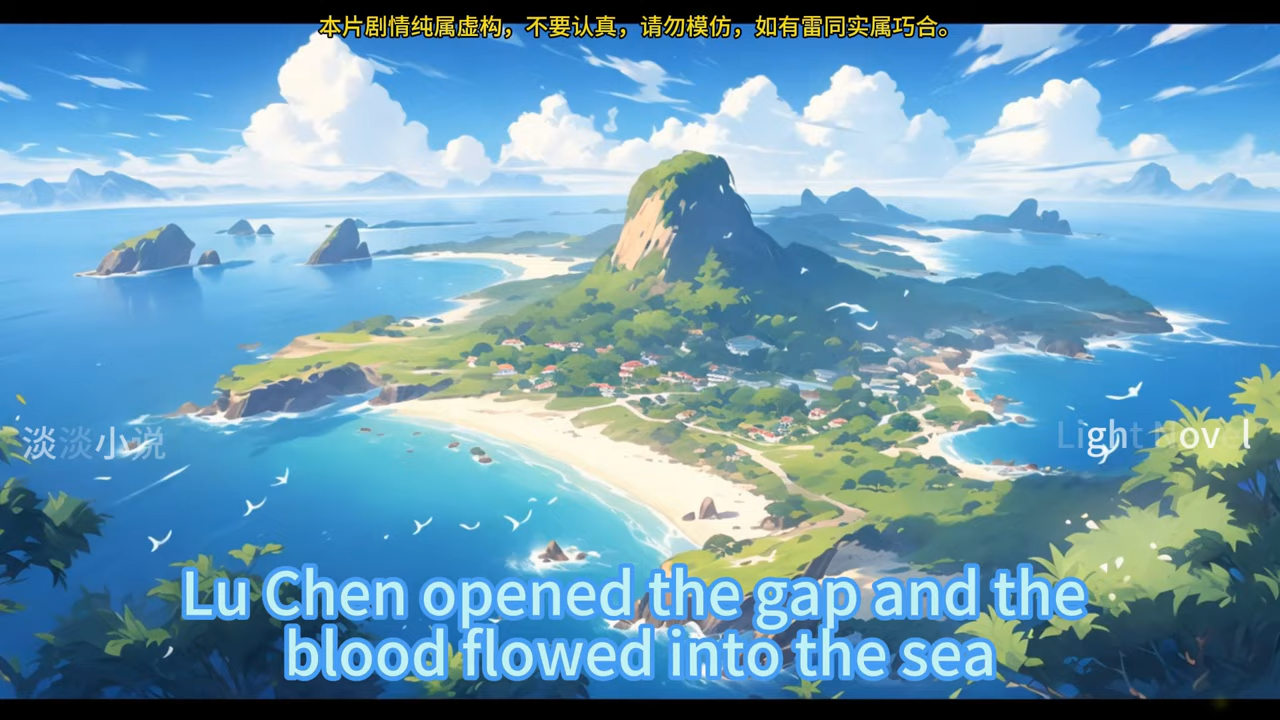 本片剧情纯属虚构，不要认真，请勿模仿，如有雷同实属巧合。
淡淡小说
Light Novel
Lu Chen opened the gap and the
blood flowed into the sea